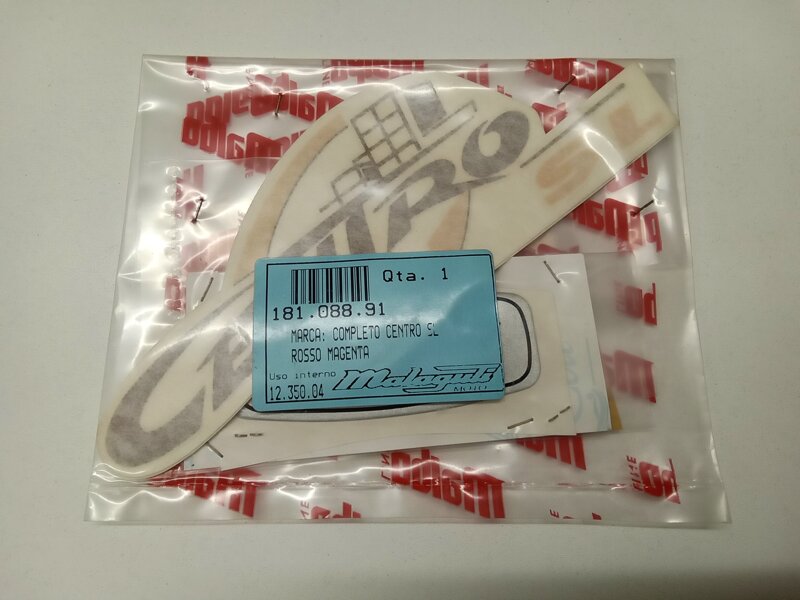 CENTRO SL
Qta. 1
181.088.91
MARCA: COMPLETO CENTRO SL
ROSSO MAGENTA
Uso interno
12.350.04
Malaguti
MOTO